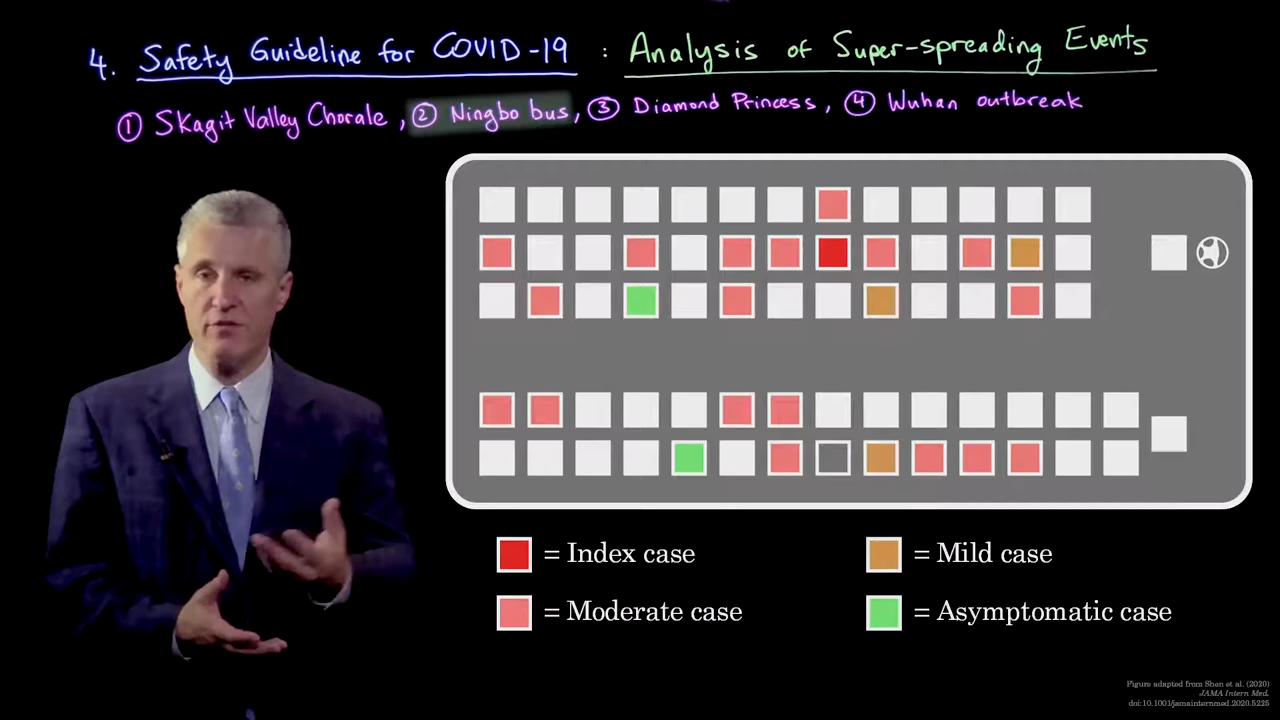 4. Safety Guideline for COVID-19 : Analysis of Super-spreading Events
① Skagit Valley Chorale, ② Ningbo bus, ③ Diamond Princess, ④ Wuhan outbreak
= Index case
= Mild case
= Moderate case
= Asymptomatic case
Figure adapted from Shen et al. (2020)
JAMA Intern Med.
doi:10.1001/jamainternmed.2020.5225